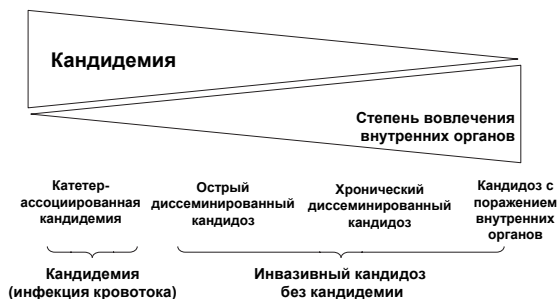 Кандидемия
Степень вовлечения
внутренних органов
Катетер-
ассоциированная
кандидемия
Острый
диссеминированный
кандидоз
Хронический
диссеминированный
кандидоз
Кандидоз с
поражением
внутренних
органов
Кандидемия
(инфекция кровотока)
Инвазивный кандидоз
без кандидемии